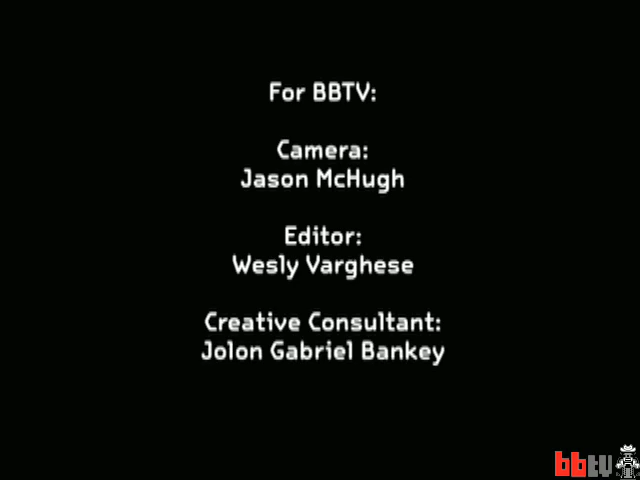 For BBTV:
Camera:
Jason McHugh
Editor:
Wesly Varghese
Creative Consultant:
Jolon Gabriel Bankey
bbtv